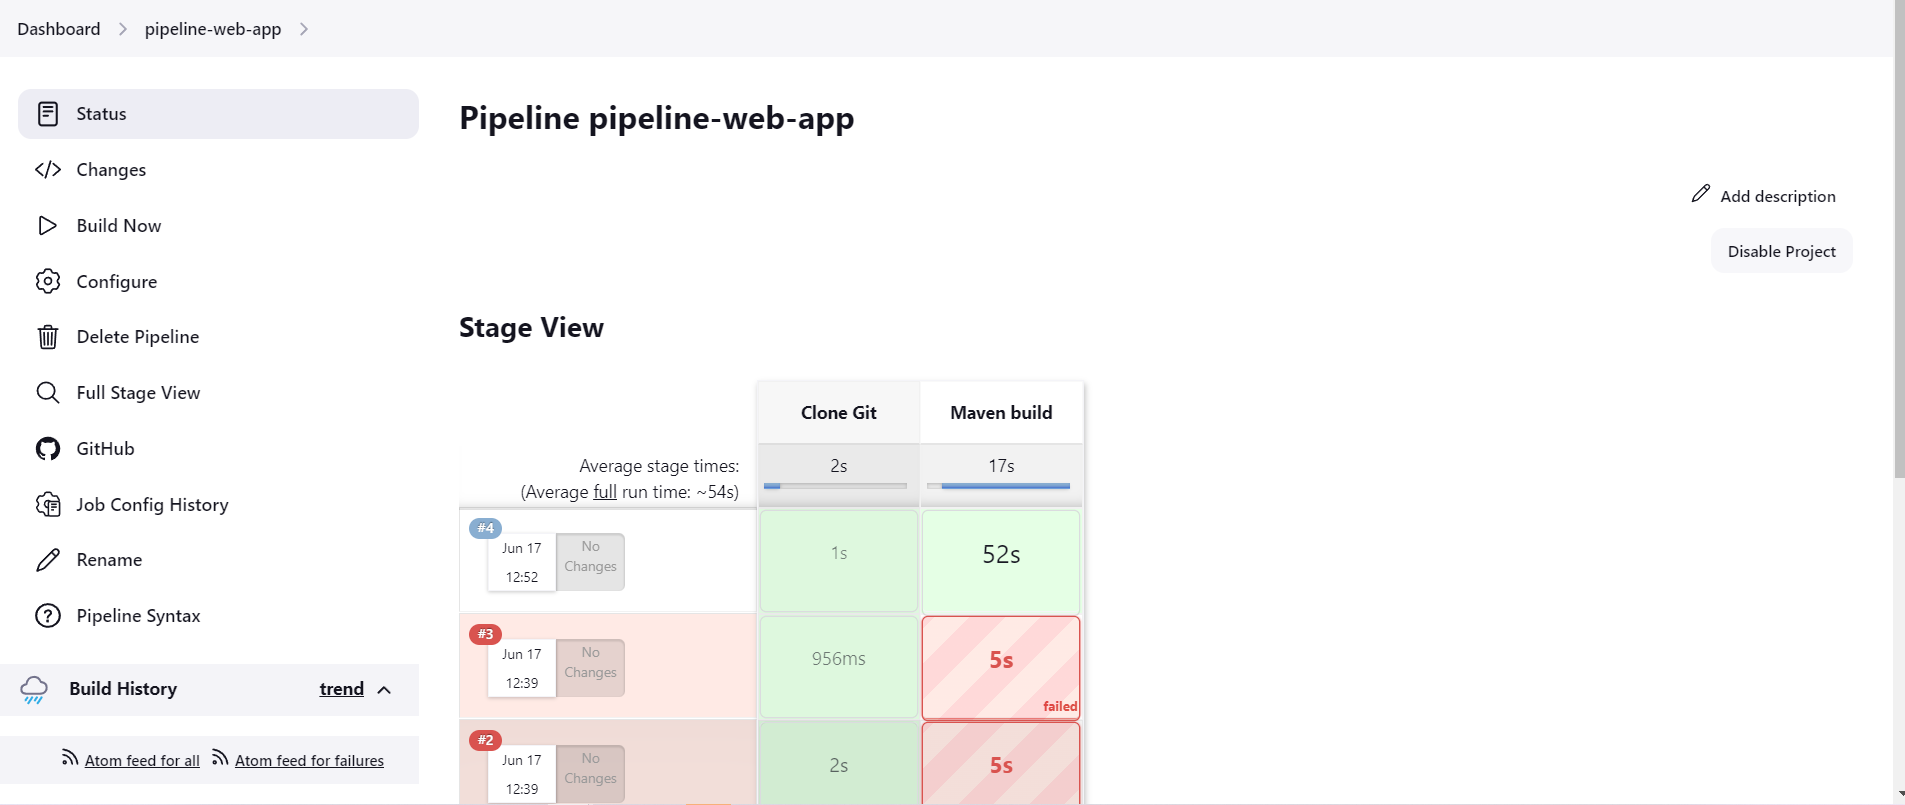 Dashboard
pipeline-web-app
Status
Changes
Build Now
Configure
Delete Pipeline
Full Stage View
GitHub
Job Config History
Rename
Pipeline Syntax
Build History
trend
Atom feed for all
Atom feed for failures
Pipeline pipeline-web-app
Add description
Disable Project
Stage View
Clone Git
Maven build
Average stage times:
(Average full run time: ~54s)
2s
17s
#4
Jun 17
12:52
No
Changes
1s
52s
#3
Jun 17
12:39
No
Changes
956ms
5s
failed
#2
Jun 17
12:39
No
Changes
2s
5s